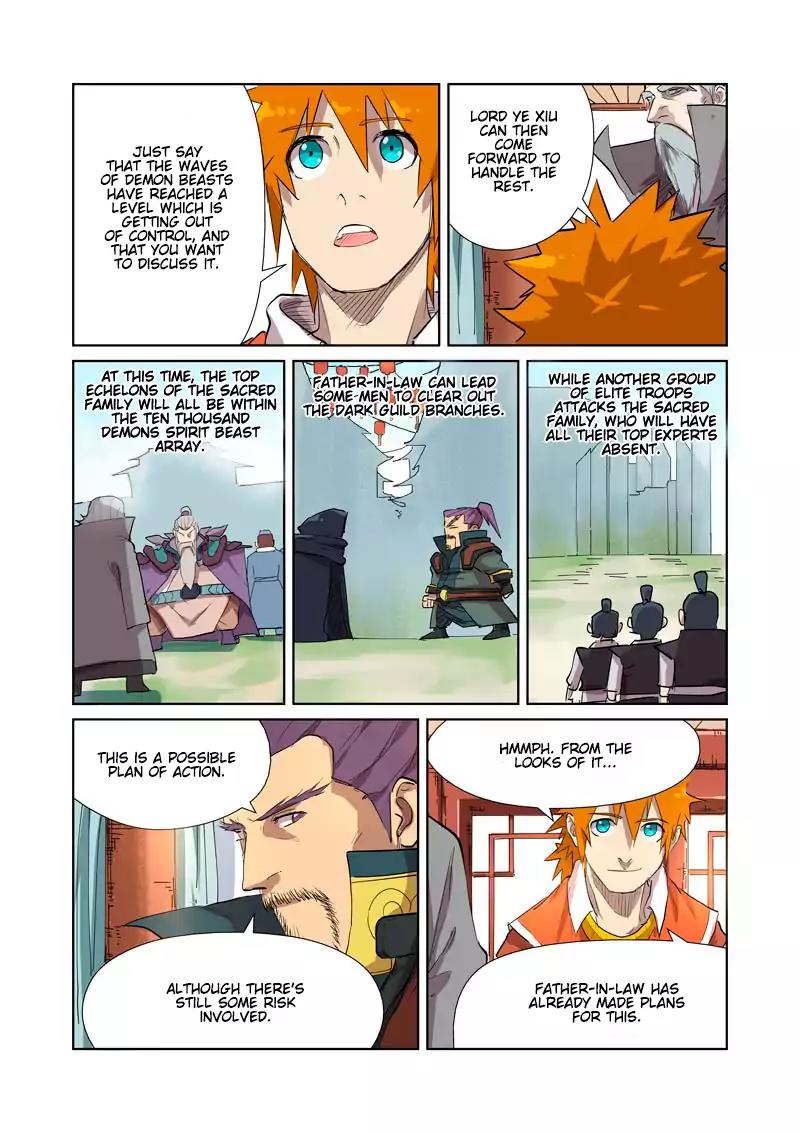 JUST SAY
THAT THE WAVES
OF DEMON BEASTS
HAVE REACHED A
LEVEL WHICH IS
GETTING OUT
OF CONTROL, AND
THAT YOU WANT
TO DISCUSS IT.
LORD YE XIU
CAN THEN
COME
FORWARD TO
HANDLE THE
REST.
AT THIS TIME, THE TOP
ECHELONS OF THE SACRED
FAMILY WILL ALL BE WITHIN
THE TEN THOUSAND
DEMONS SPIRIT BEAST
ARRAY.
FATHER-IN-LAW CAN LEAD
SOME MEN TO CLEAR OUT
THE DARK GUILD BRANCHES.
WHILE ANOTHER GROUP
OF ELITE TROOPS
ATTACKS THE SACRED
FAMILY, WHO WILL HAVE
ALL THEIR TOP EXPERTS
ABSENT.
THIS IS A POSSIBLE
PLAN OF ACTION.
ALTHOUGH THERE'S
STILL SOME RISK
INVOLVED.
HMMPH. FROM THE
LOOKS OF IT...
FATHER-IN-LAW HAS
ALREADY MADE PLANS
FOR THIS.